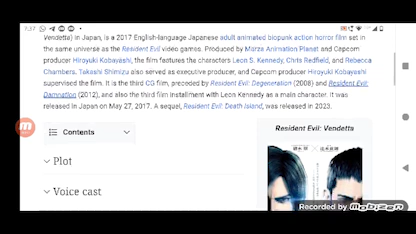 7:37
Vendetta) in Japan, is a 2017 English-language Japanese adult animated biopunk action horror film set in
the same universe as the Resident Evil video games. Produced by Marza Animation Planet and Capcom
producer Hiroyuki Kobayashi, the film features the characters Leon S. Kennedy, Chris Redfield, and Rebecca
Chambers. Takashi Shimizu also served as executive producer, and Capcom producer Hiroyuki Kobayashi
supervised the film. It is the third CG film, preceded by Resident Evil: Degeneration (2008) and Resident Evil:
Damnation (2012), and also the third film installment with Leon Kennedy as a main character. It was
released in Japan on May 27, 2017. A sequel, Resident Evil: Death Island, was released in 2023.
Contents
Resident Evil: Vendetta
Plot
Voice cast
Recorded by Mobizen